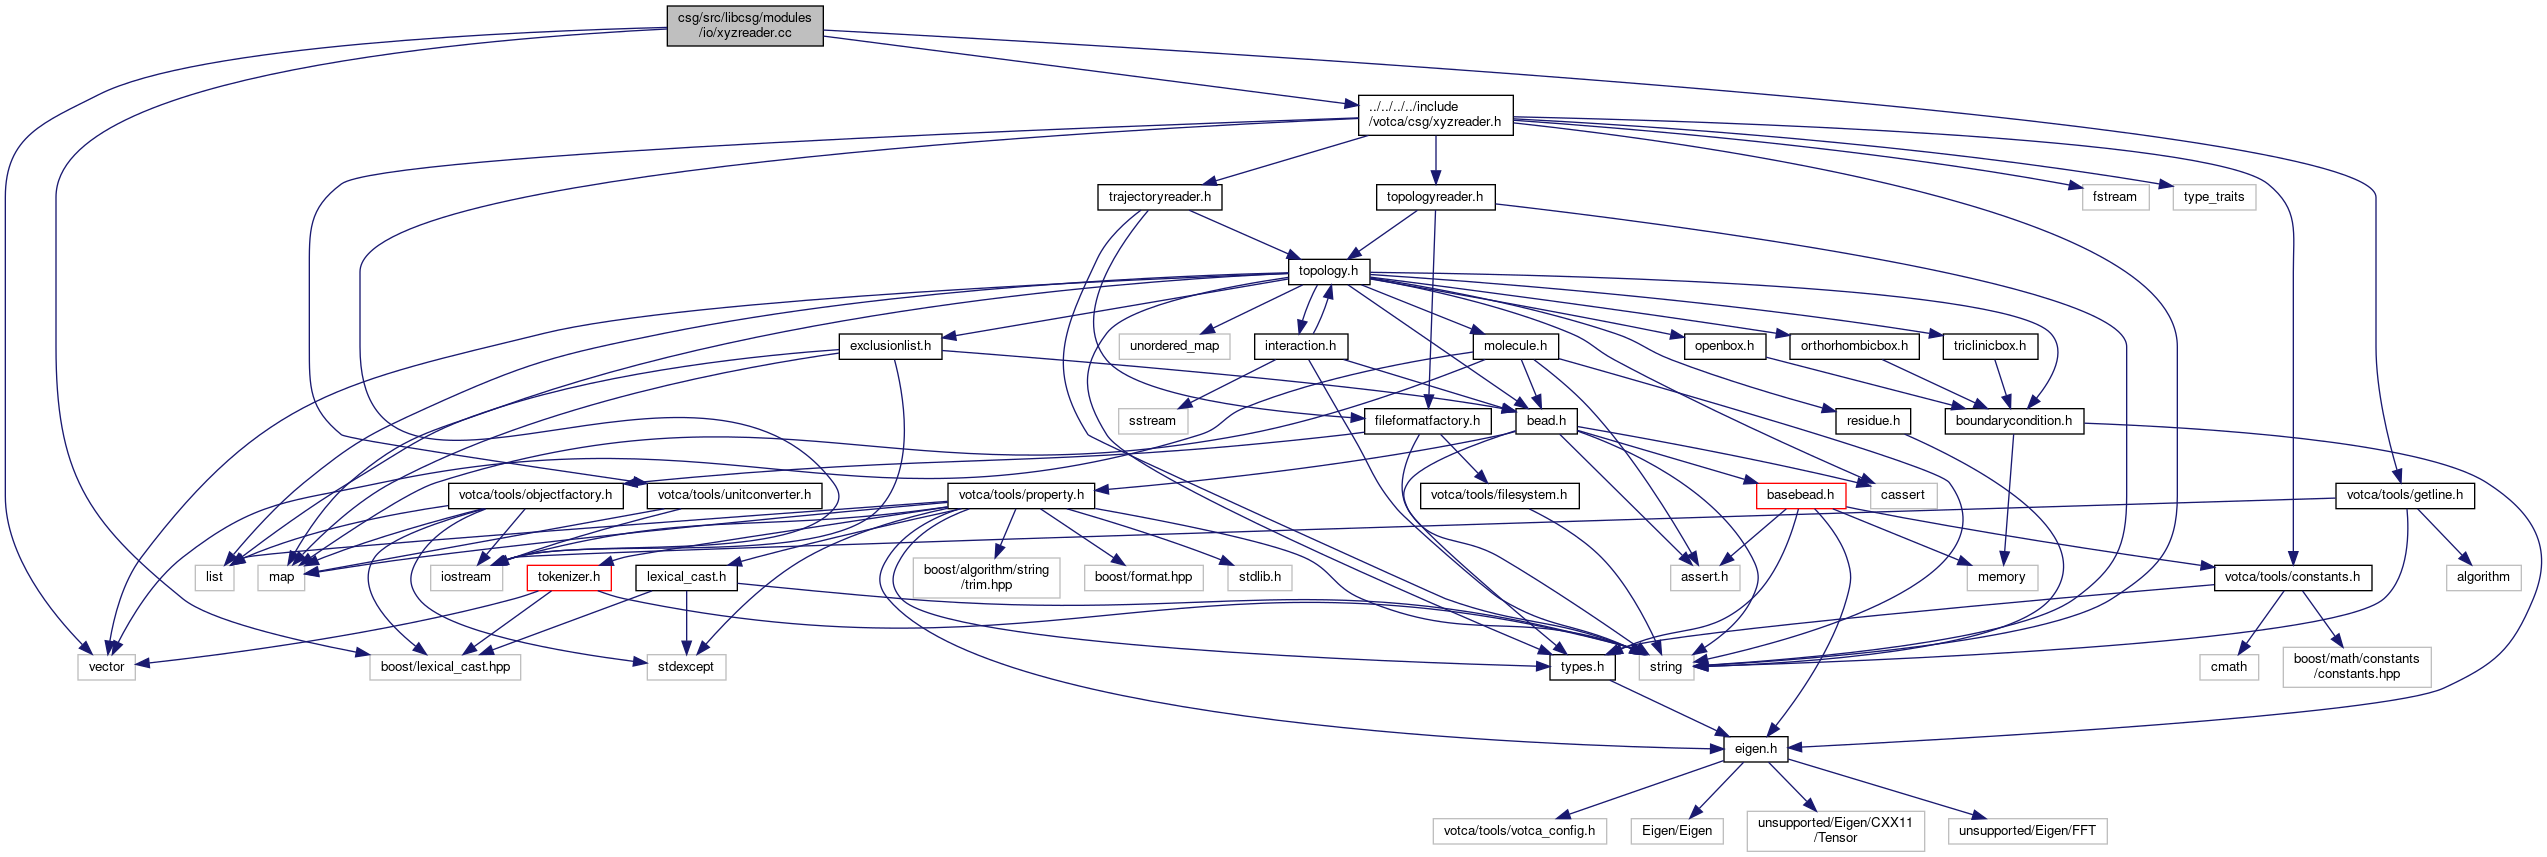 csg/src/libcsg/modules
/io/xyzreader.cc
../../../../include
/votca/csg/xyzreader.h
trajectoryreader.h
topologyreader.h
fstream
type_traits
topology.h
exclusionlist.h
unordered_map
interaction.h
molecule.h
openbox.h
orthorhombicbox.h
triclinicbox.h
sstream
fileformatfactory.h
bead.h
residue.h
boundarycondition.h
votca/tools/objectfactory.h
votca/tools/unitconverter.h
votca/tools/property.h
votca/tools/filesystem.h
basebead.h
cassert
votca/tools/getline.h
list
map
iostream
tokenizer.h
lexical_cast.h
boost/algorithm/string
/trim.hpp
boost/format.hpp
stdlib.h
assert.h
memory
votca/tools/constants.h
algorithm
vector
boost/lexical_cast.hpp
stdexcept
types.h
string
cmath
boost/math/constants
/constants.hpp
eigen.h
votca/tools/votca_config.h
Eigen/Eigen
unsupported/Eigen/CXX11
/Tensor
unsupported/Eigen/FFT